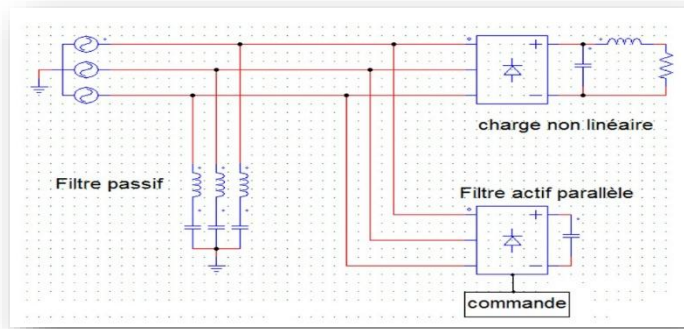 charge non linéaire
Filtre passif
Filtre actif parallèle
commande